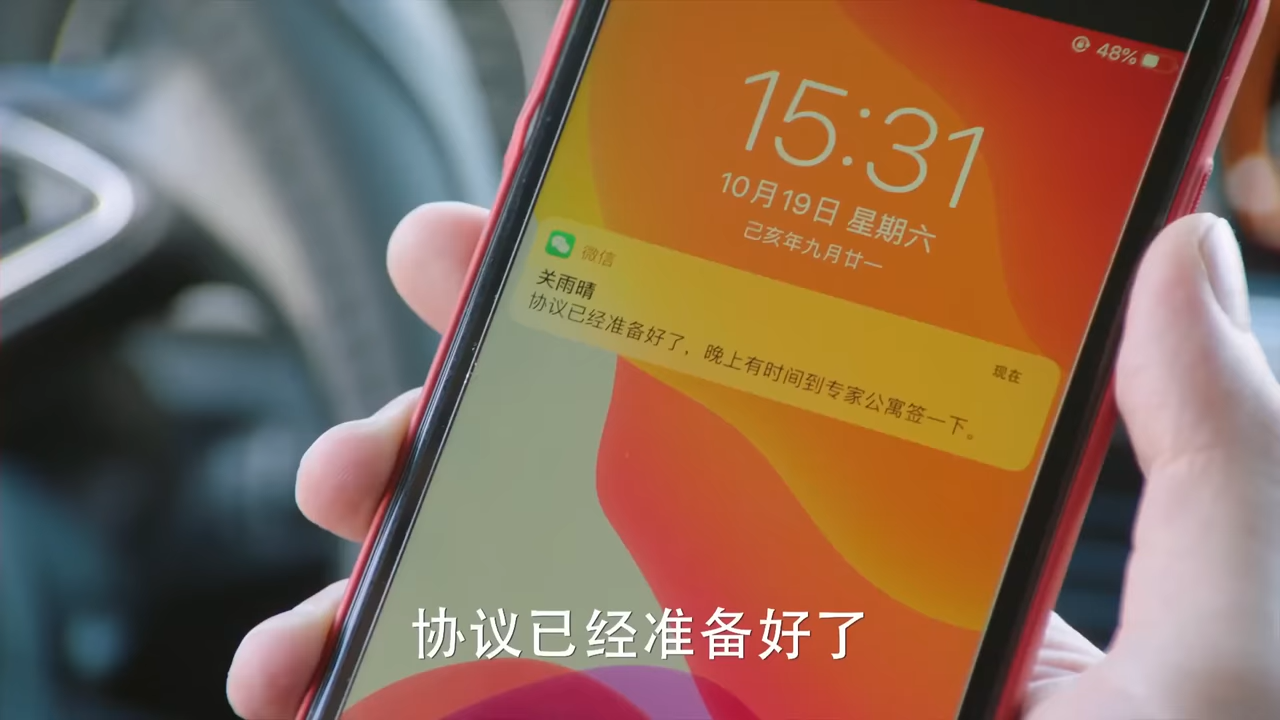 48%
15:31
10月19日 星期六
己亥年九月廿一
微信
现在
关雨晴
协议已经准备好了，晚上有时间到专家公寓签一下。
协议已经准备好了